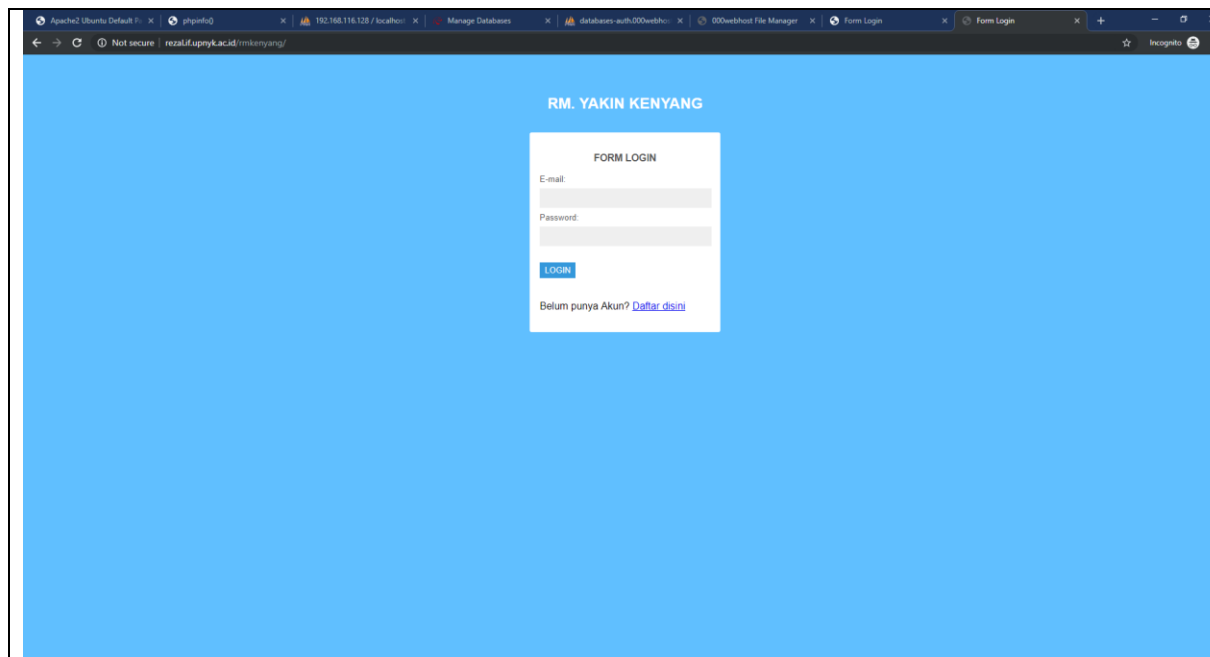 Apache2 Ubuntu Default P
phpinfo()
192.168.116.128 / localhost
Manage Databases
databases-auth.000webhos
000webhost File Manager
Form Login
Form Login
Not secure
rezal.if.upnyk.ac.id/rmkenyang/
Incognito
RM. YAKIN KENYANG
FORM LOGIN
E-mail:
Password:
LOGIN
Belum punya Akun? Daftar disini